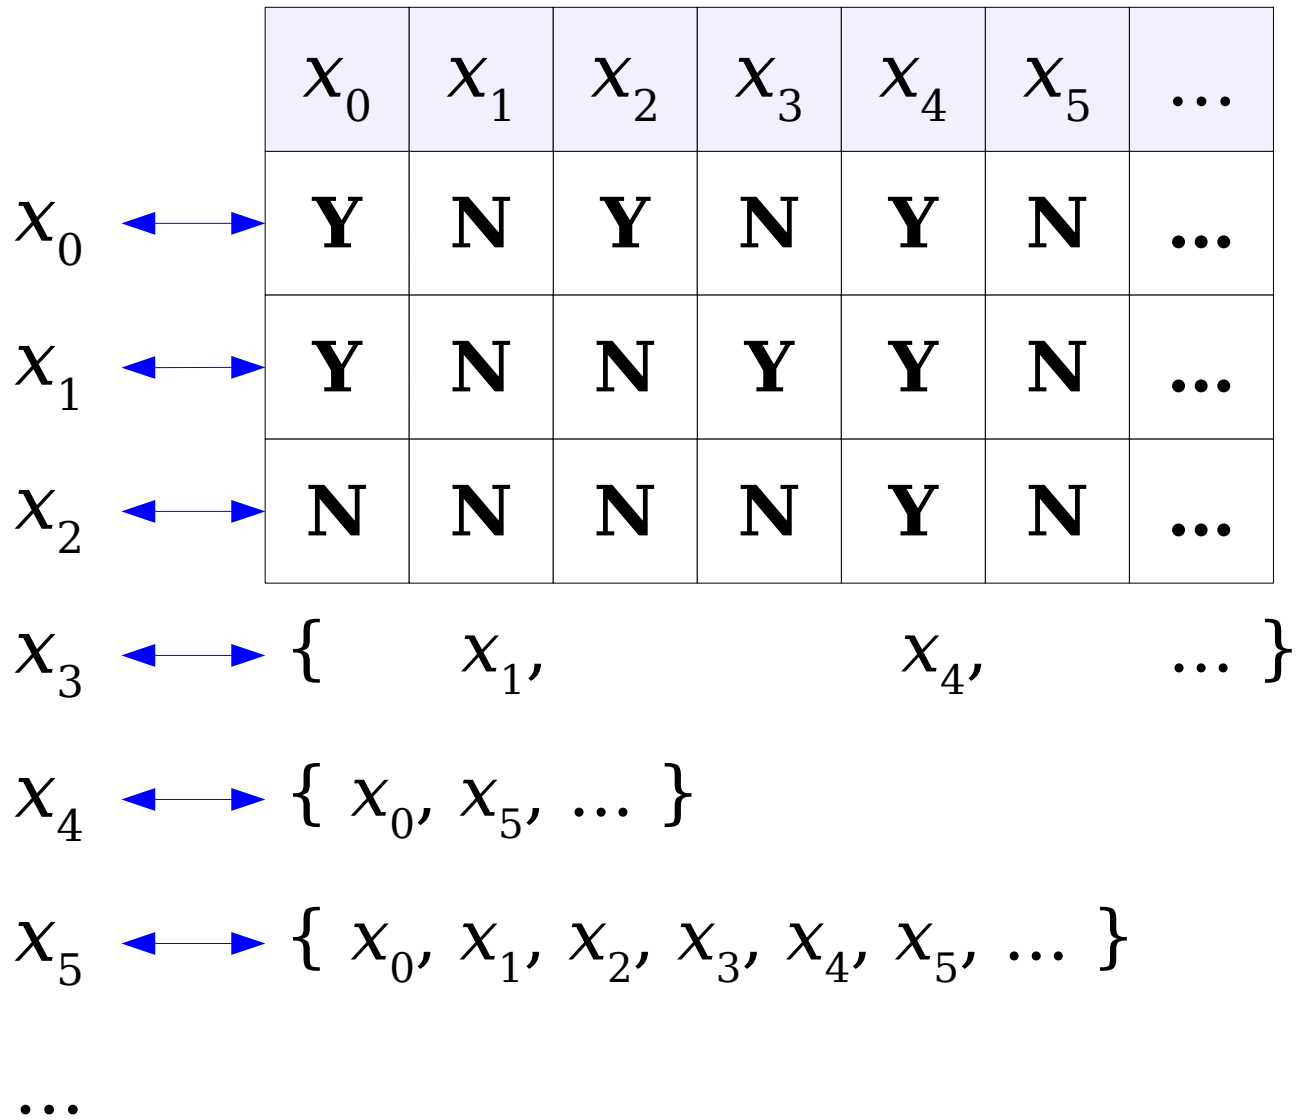 x₀ x₁ x₂ x₃ x₄ x₅ …
x₀ Y N Y N Y N …
x₁ Y N N Y Y N …
x₂ N N N N Y N …
x₃ { x₁, x₄, … }
x₄ { x₀, x₅, … }
x₅ { x₀, x₁, x₂, x₃, x₄, x₅, … }
…